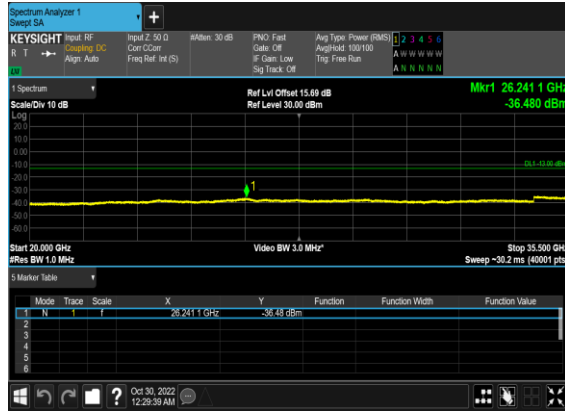 Spectrum Analyzer 1
Swept SA
+
KEYSIGHT Input: RF Input Z: 50 Ω #Atten: 30 dB PNO: Fast Avg Type: Power (RMS) 1 2 3 4 5 6
R T Coupling: DC Corr CCorr Gate: Off Avg|Hold: 100/100 A W W W W W
Align: Auto Freq Ref: Int (S) IF Gain: Low Trig: Free Run
Sig Track: Off A N N N N N
1 Spectrum
Scale/Div 10 dB
Ref Lvl Offset 15.69 dB
Ref Level 30.00 dBm
Mkr1 26.241 1 GHz
-36.480 dBm
Log
20.0
10.0
0.00
-10.0
DL1 -13.00 dBm
-20.0
-30.0
1
-40.0
-50.0
-60.0
Start 20.000 GHz Video BW 3.0 MHz* Stop 35.500 GHz
#Res BW 1.0 MHz Sweep ~30.2 ms (40001 pts)
5 Marker Table
Mode Trace Scale X Y Function Function Width Function Value
1 N 1 f 26.241 1 GHz -36.48 dBm
2
3
4
5
6
? Oct 30, 2022
12:29:39 AM